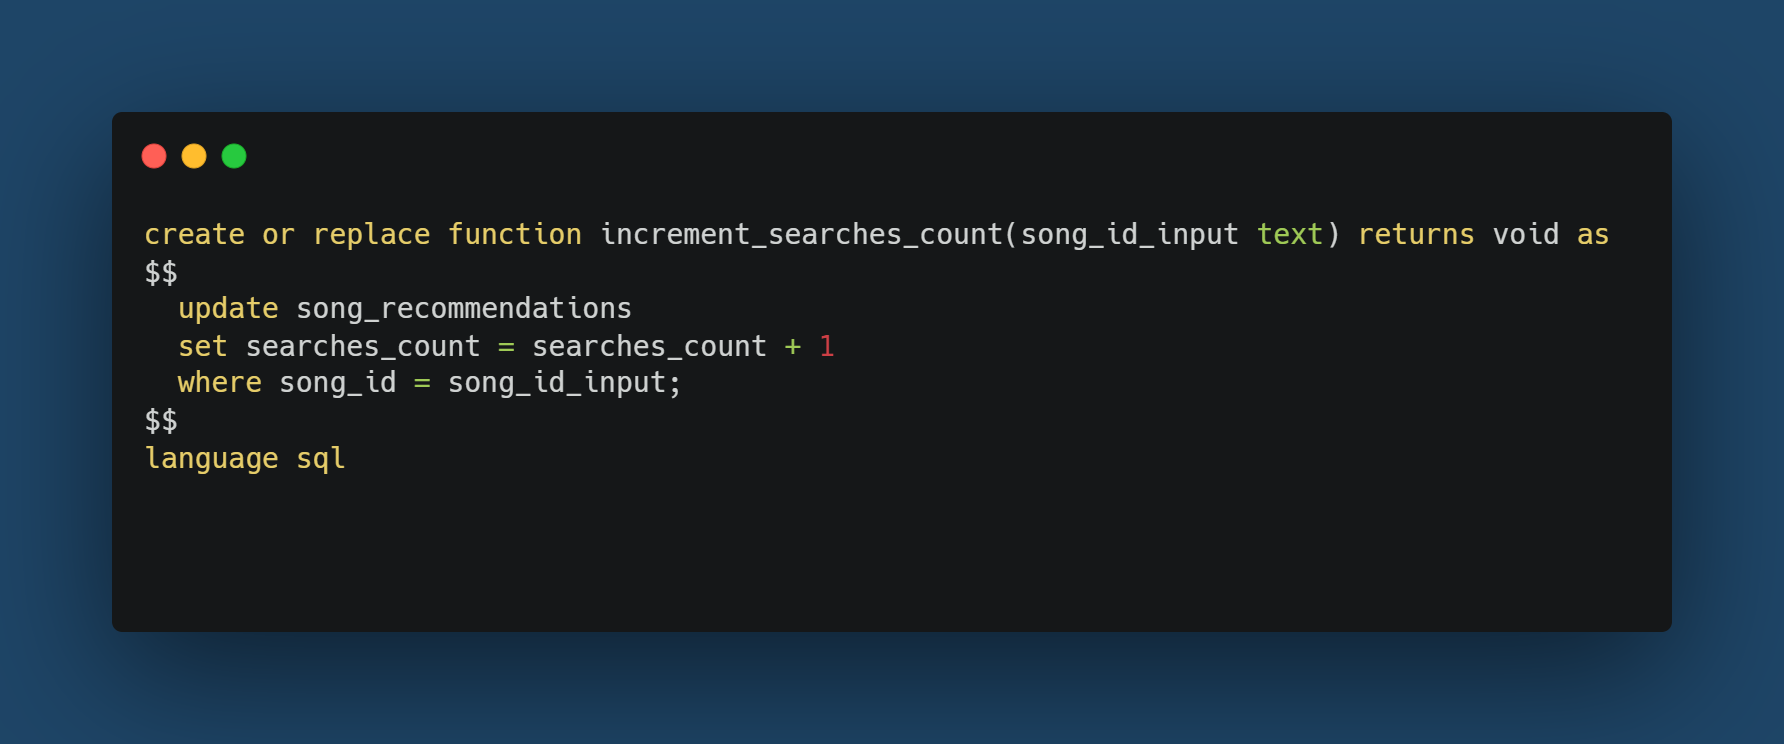 create or replace function increment_searches_count(song_id_input text) returns void as
$$
  update song_recommendations
  set searches_count = searches_count + 1
  where song_id = song_id_input;
$$
language sql